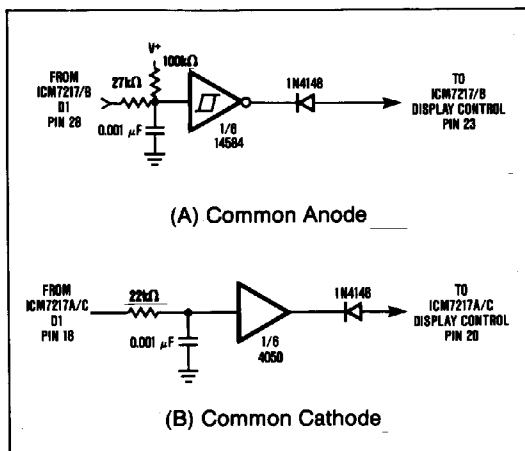 V+
100kΩ
27kΩ
FROM
ICM7217/B
D1
PIN 28
0.001 µF
1/6
14584
1N4148
TO
ICM7217/B
DISPLAY CONTROL
PIN 23
(A) Common Anode
FROM
ICM7217A/C
D1
PIN 18
22kΩ
0.001 µF
1/6
4050
1N4148
TO
ICM7217A/C
DISPLAY CONTROL
PIN 20
(B) Common Cathode